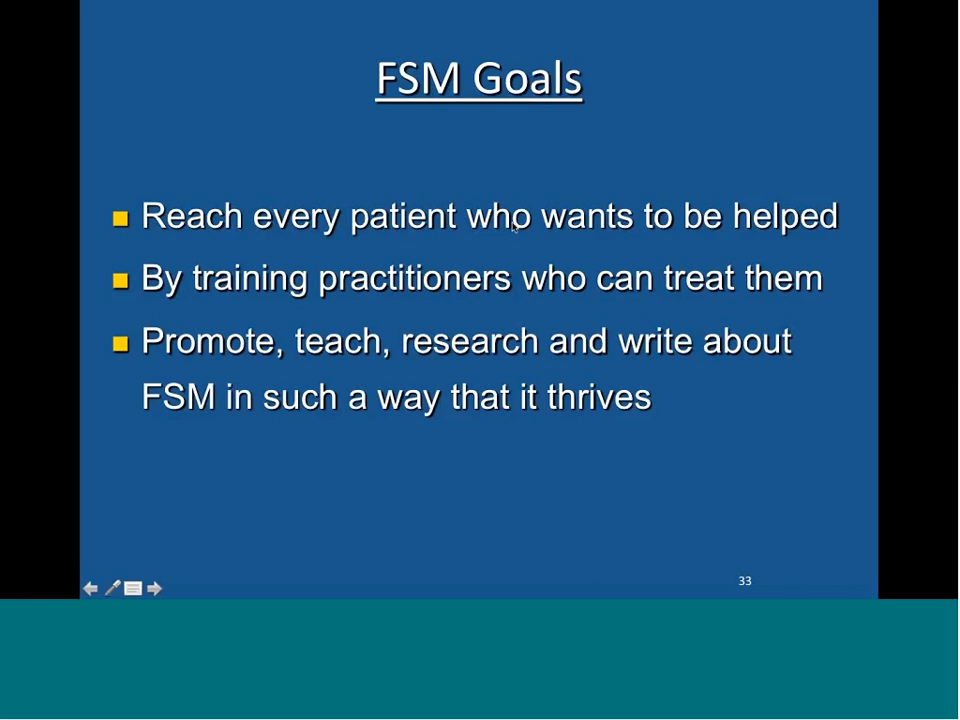 FSM Goals
Reach every patient who wants to be helped
By training practitioners who can treat them
Promote, teach, research and write about
FSM in such a way that it thrives
33